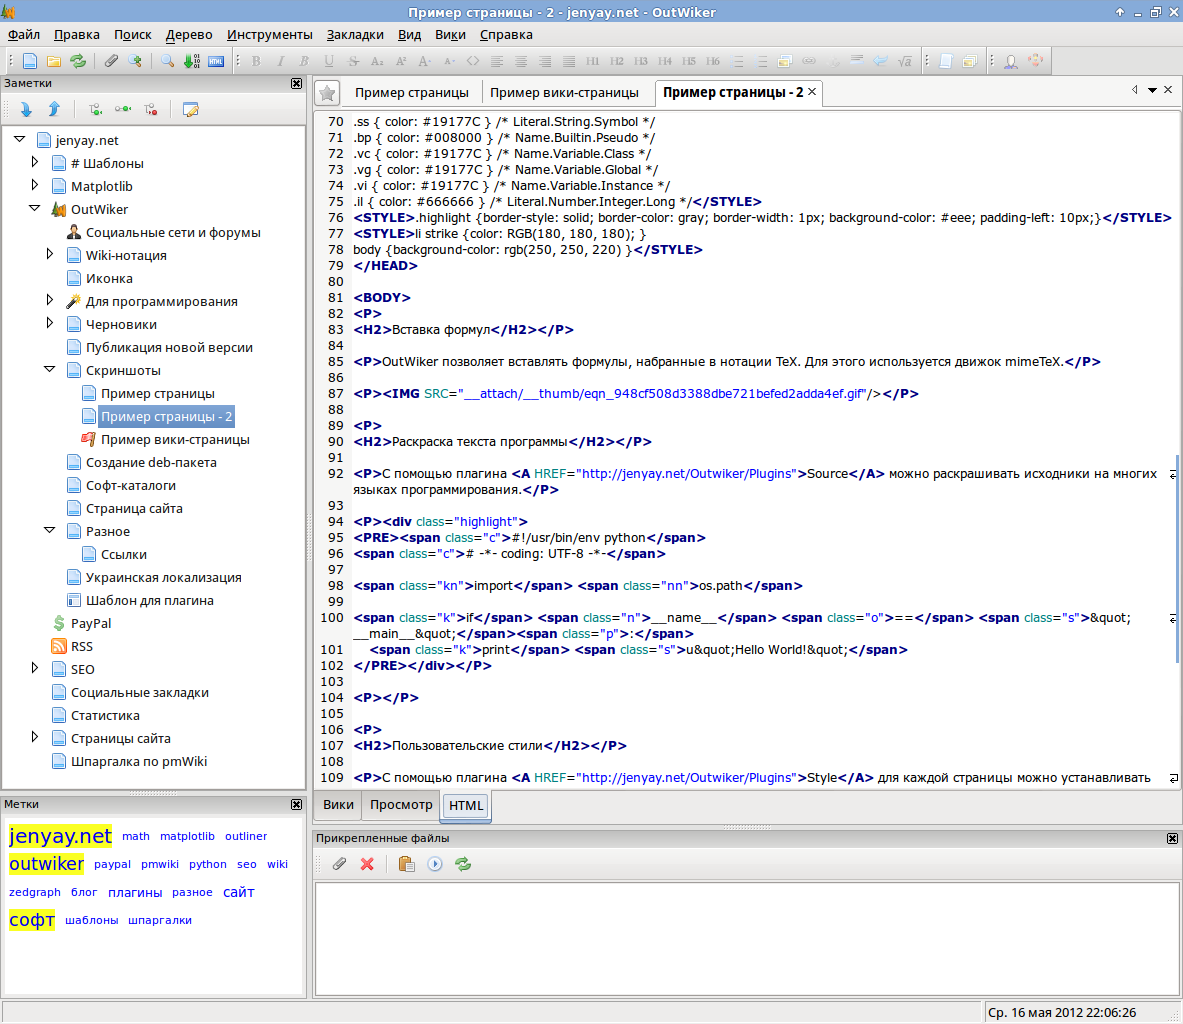 Пример страницы - 2 - jenyay.net - OutWiker
Файл Правка Поиск Дерево Инструменты Закладки Вид Вики Справка
HTML B I B U S A₂ A² A A H1 H2 H3 H4 H5 H6 √a
Заметки
Пример страницы Пример вики-страницы Пример страницы - 2
jenyay.net
# Шаблоны
Matplotlib
OutWiker
Социальные сети и форумы
Wiki-нотация
Иконка
Для программирования
Черновики
Публикация новой версии
Скриншоты
Пример страницы
Пример страницы - 2
Пример вики-страницы
Создание deb-пакета
Софт-каталоги
Страница сайта
Разное
Ссылки
Украинская локализация
Шаблон для плагина
PayPal
RSS
SEO
Социальные закладки
Статистика
Страницы сайта
Шпаргалка по pmWiki
70 .ss { color: #19177C } /* Literal.String.Symbol */
71 .bp { color: #008000 } /* Name.Builtin.Pseudo */
72 .vc { color: #19177C } /* Name.Variable.Class */
73 .vg { color: #19177C } /* Name.Variable.Global */
74 .vi { color: #19177C } /* Name.Variable.Instance */
75 .il { color: #666666 } /* Literal.Number.Integer.Long */</STYLE>
76 <STYLE>.highlight {border-style: solid; border-color: gray; border-width: 1px; background-color: #eee; padding-left: 10px;}</STYLE>
77 <STYLE>li strike {color: RGB(180, 180, 180); }
78 body {background-color: rgb(250, 250, 220) }</STYLE>
79 </HEAD>
80
81 <BODY>
82 <P>
83 <H2>Вставка формул</H2></P>
84
85 <P>OutWiker позволяет вставлять формулы, набранные в нотации TeX. Для этого используется движок mimeTeX.</P>
86
87 <P><IMG SRC="__attach/__thumb/eqn_948cf508d3388dbe721befed2adda4ef.gif"/></P>
88
89 <P>
90 <H2>Раскраска текста программы</H2></P>
91
92 <P>С помощью плагина <A HREF="http://jenyay.net/Outwiker/Plugins">Source</A> можно раскрашивать исходники на многих
языках программирования.</P>
93
94 <P><div class="highlight">
95 <PRE><span class="c">#!/usr/bin/env python</span>
96 <span class="c"># -*- coding: UTF-8 -*-</span>
97
98 <span class="kn">import</span> <span class="nn">os.path</span>
99
100 <span class="k">if</span> <span class="n">__name__</span> <span class="o">==</span> <span class="s">&quot;
__main__&quot;</span><span class="p">:</span>
101 <span class="k">print</span> <span class="s">u&quot;Hello World!&quot;</span>
102 </PRE></div></P>
103
104 <P></P>
105
106 <P>
107 <H2>Пользовательские стили</H2></P>
108
109 <P>С помощью плагина <A HREF="http://jenyay.net/Outwiker/Plugins">Style</A> для каждой страницы можно устанавливать
Вики Просмотр HTML
Метки
jenyay.net math matplotlib outliner
outwiker paypal pmwiki python seo wiki
zedgraph блог плагины разное сайт
софт шаблоны шпаргалки
Прикрепленные файлы
Ср. 16 мая 2012 22:06:26